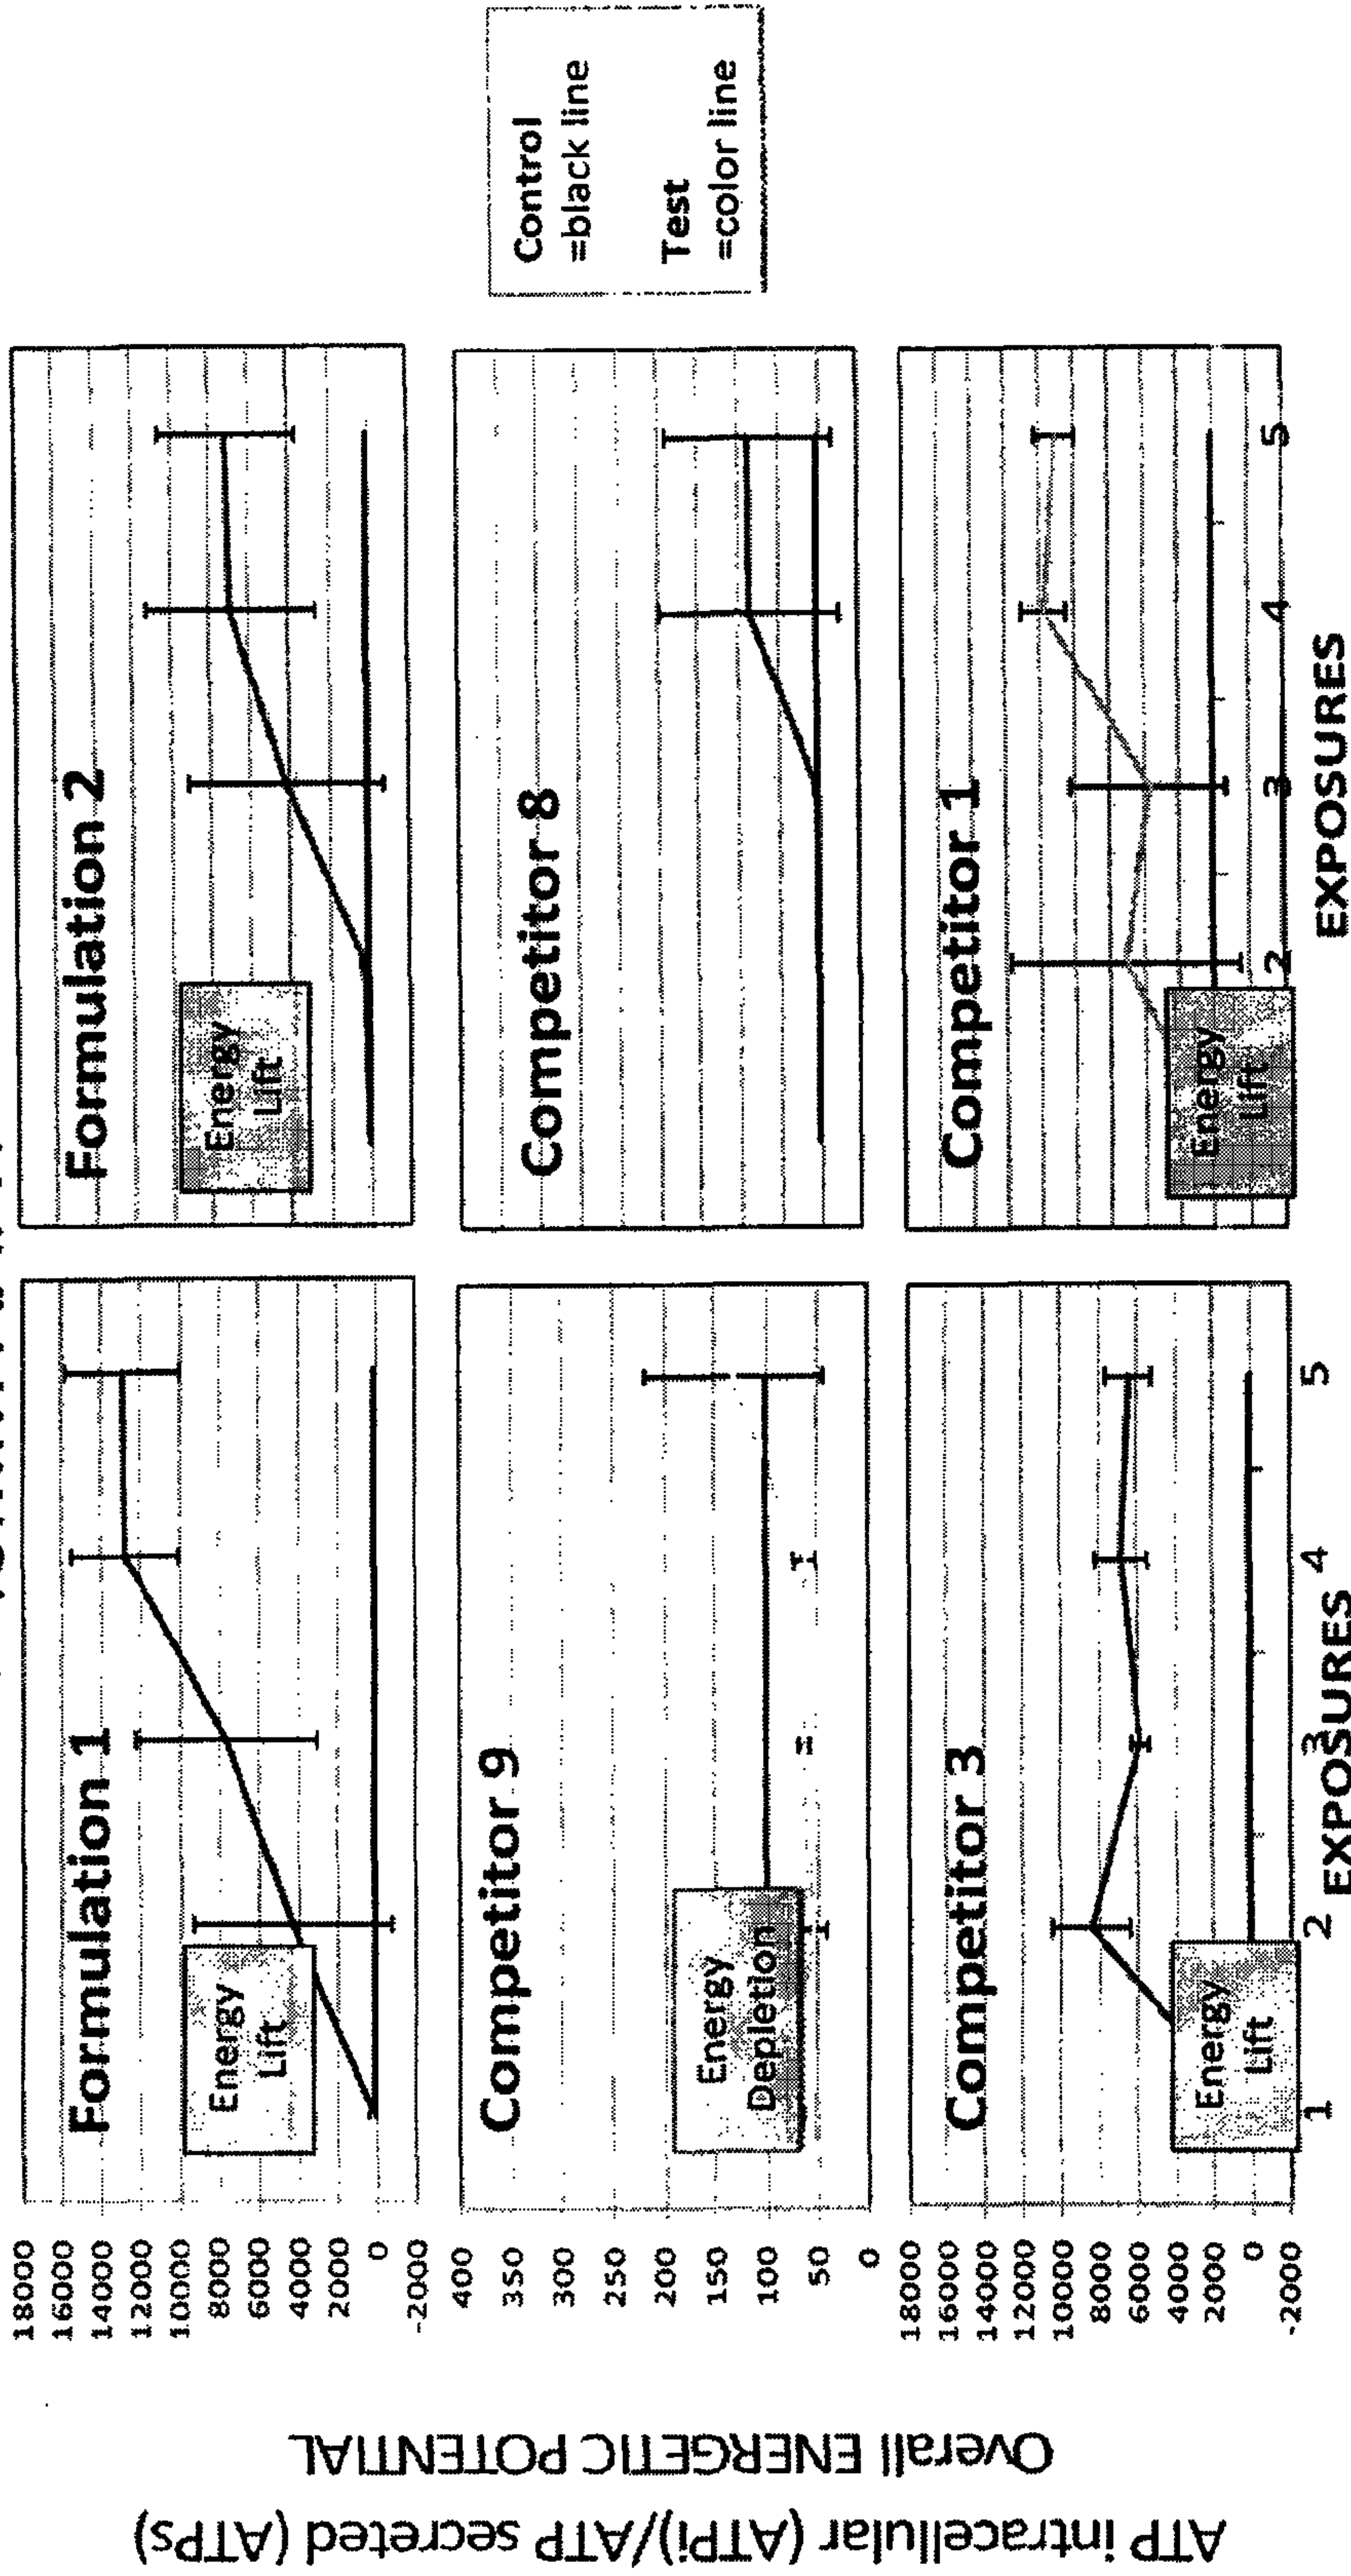 ATP intracellular (ATPi)/ATP secreted (ATPs)
Overall ENERGETIC POTENTIAL
Formulation 1
18000
16000
14000
12000
10000
8000
6000
4000
2000
0
-2000
Energy
Lift
Formulation 2
Energy
Lift
Competitor 9
400
350
300
250
200
150
100
50
0
Energy
Depletion
Competitor 8
Competitor 3
18000
16000
14000
12000
10000
8000
6000
4000
2000
0
-2000
Energy
Lift
1 2 3 4 5
EXPOSURES
Competitor 1
Energy
Lift
2 3 4 5
EXPOSURES
Control
=black line
Test
=color line